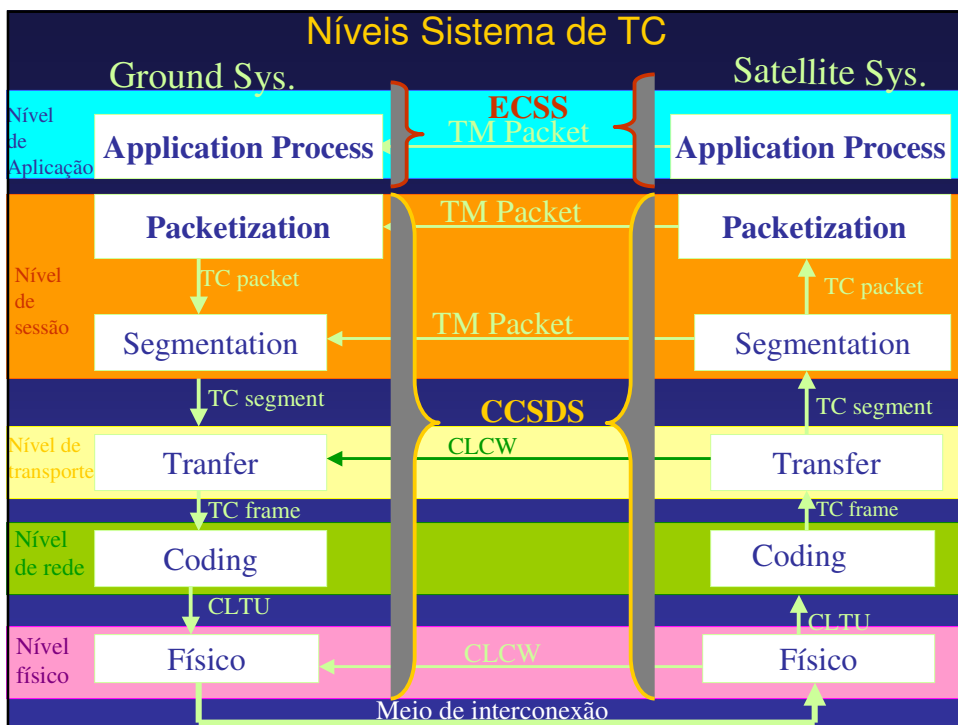 Níveis Sistema de TC
Ground Sys.
Satellite Sys.
Nível
de
Aplicação
Application Process
ECSS
TM Packet
Application Process
Packetization
TM Packet
Packetization
TC packet
TC packet
Nível
de
sessão
Segmentation
TM Packet
Segmentation
TC segment
CCSDS
TC segment
Nível de
transporte
Tranfer
CLCW
Transfer
TC frame
TC frame
Nível
de rede
Coding
Coding
CLTU
CLTU
Nível
físico
Físico
CLCW
Físico
Meio de interconexão